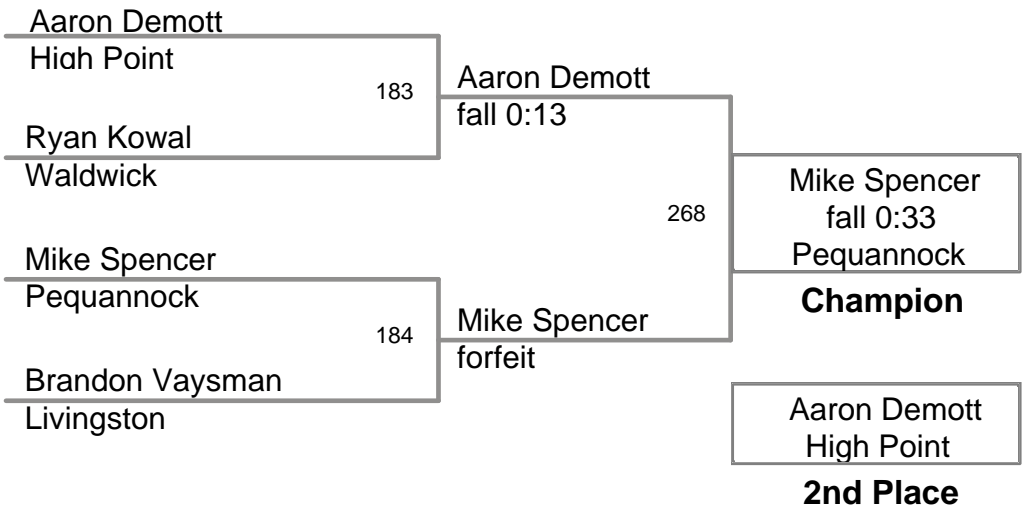 Aaron Demott
High Point
183
Ryan Kowal
Waldwick
Aaron Demott
fall 0:13
Mike Spencer
Pequannock
184
Brandon Vaysman
Livingston
Mike Spencer
forfeit
268
Mike Spencer
fall 0:33
Pequannock
Champion
Aaron Demott
High Point
2nd Place